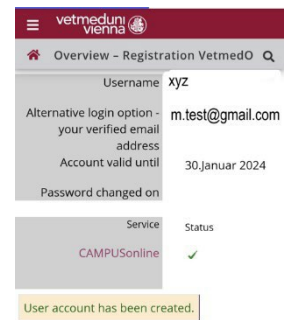 vetmeduni
vienna
Overview – Registration VetmedO
Username xyz
Alternative login option -
your verified email
address
m.test@gmail.com
Account valid until 30.Januar 2024
Password changed on
Service Status
CAMPUSonline
User account has been created.